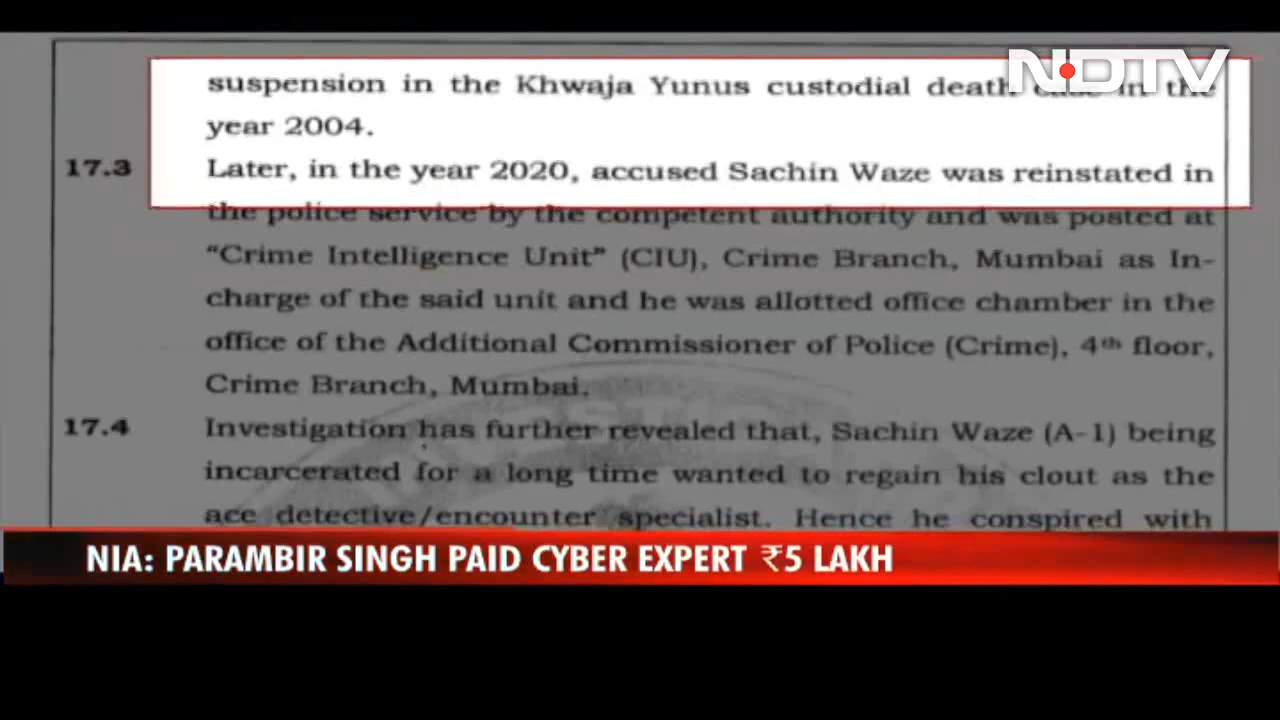 NDTV
suspension in the Khwaja Yunus custodial death case in the
year 2004.
17.3 Later, in the year 2020, accused Sachin Waze was reinstated in
the police service by the competent authority and was posted at
“Crime Intelligence Unit” (CIU), Crime Branch, Mumbai as In-
charge of the said unit and he was allotted office chamber in the
office of the Additional Commissioner of Police (Crime), 4th floor,
Crime Branch, Mumbai.
17.4 Investigation has further revealed that, Sachin Waze (A-1) being
incarcerated for a long time wanted to regain his clout as the
ace detective/encounter specialist. Hence he conspired with
NIA: PARAMBIR SINGH PAID CYBER EXPERT ₹5 LAKH